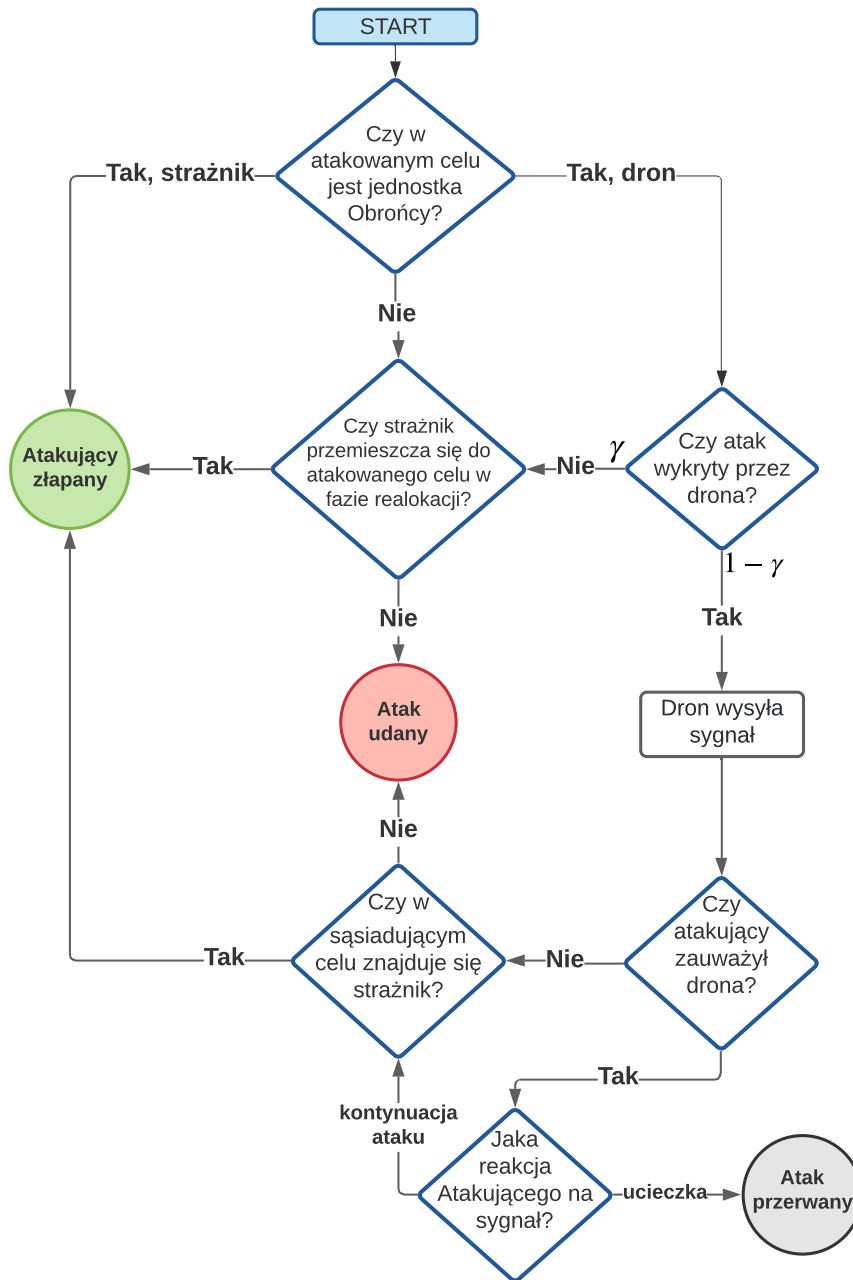 START
Czy w
atakowanym celu
jest jednostka
Obrońcy?
Tak, strażnik
Tak, dron
Nie
Czy strażnik
przemieszcza się do
atakowanego celu w
fazie realokacji?
Czy atak
wykryty przez
drona?
γ
Nie
1 − γ
Tak
Atakujący
złapany
Tak
Nie
Atak
udany
Dron wysyła
sygnał
Nie
Czy w
sąsiadującym
celu znajduje się
strażnik?
Czy
atakujący
zauważył
drona?
Tak
Nie
Tak
kontynuacja
ataku
Jaka
reakcja
Atakującego na
sygnał?
ucieczka
Atak
przerwany